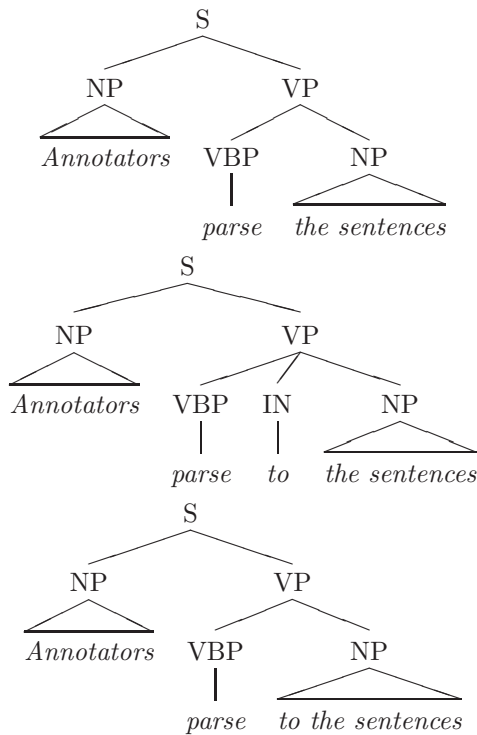 S
NP VP
Annotators VBP NP
parse the sentences
S
NP VP
Annotators VBP IN NP
parse to the sentences
S
NP VP
Annotators VBP NP
parse to the sentences